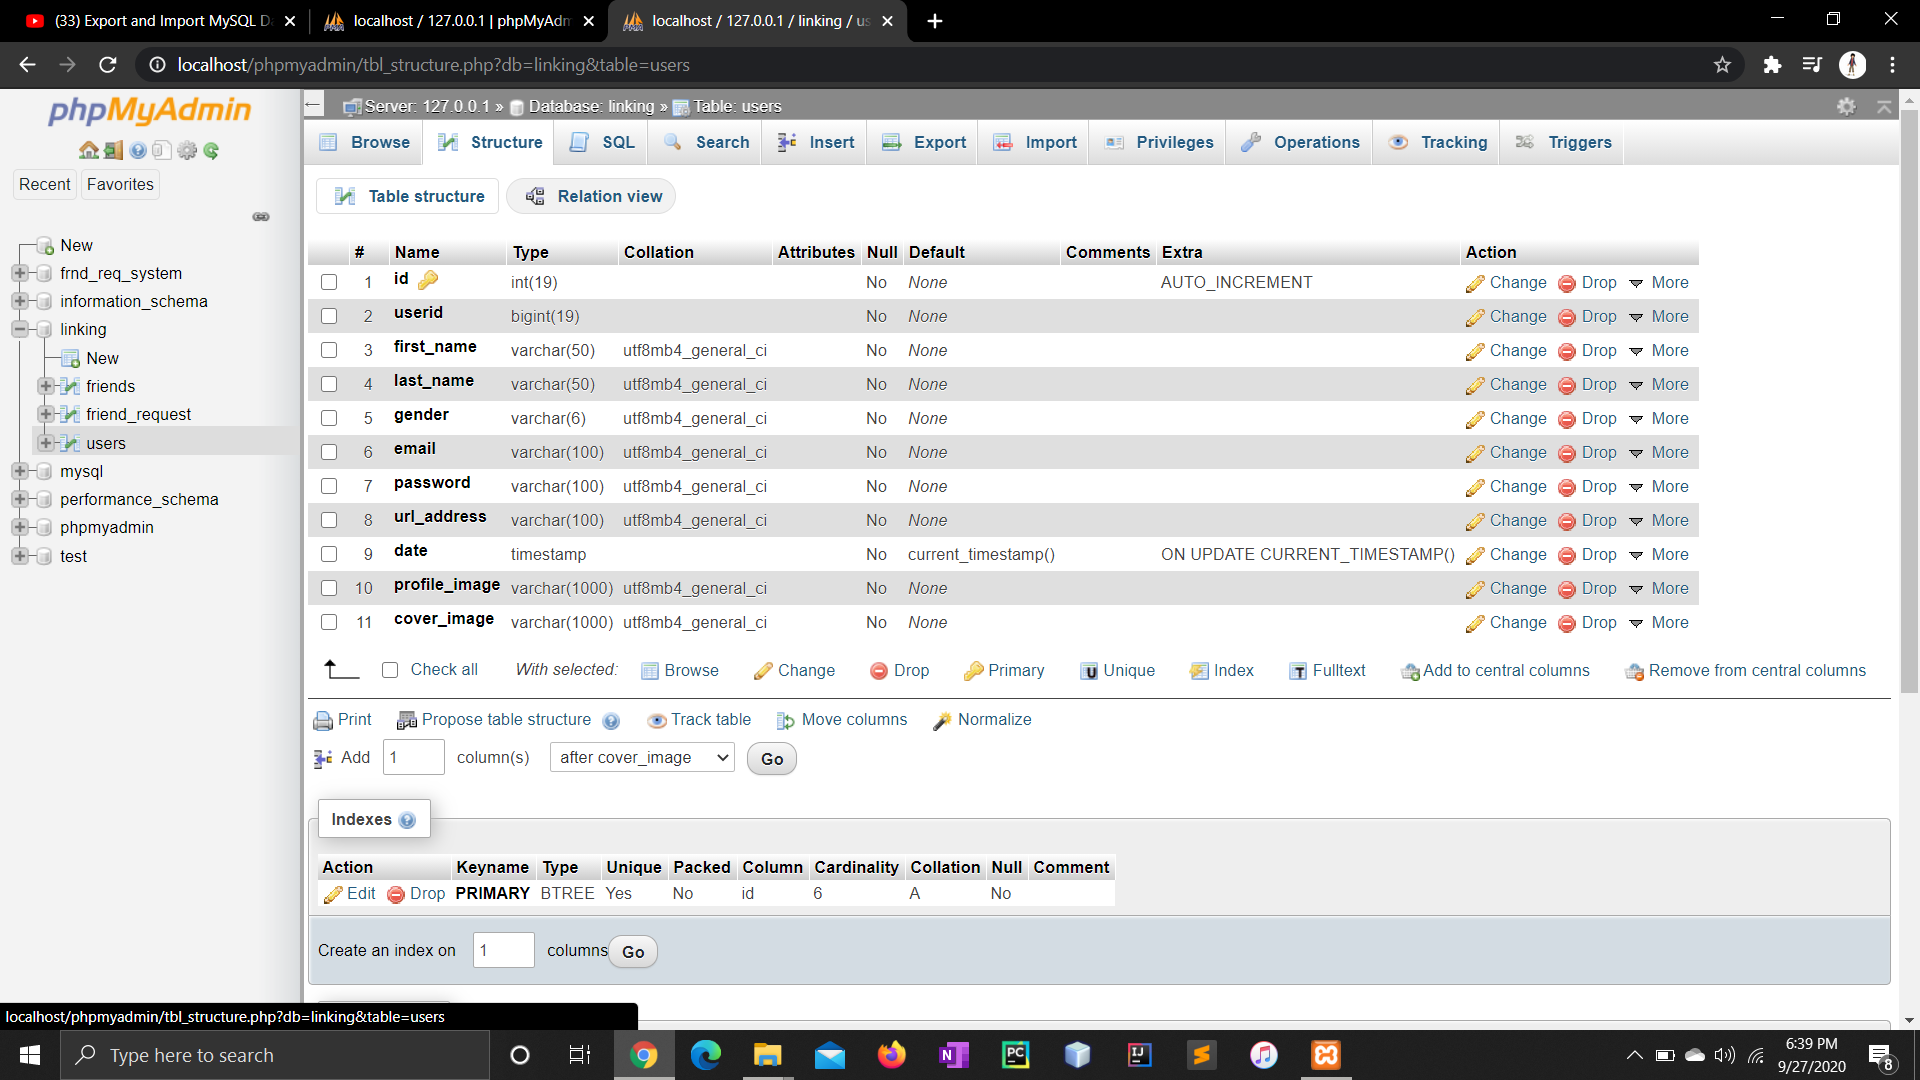 (33) Export and Import MySQL D
localhost / 127.0.0.1 | phpMyAdm
localhost / 127.0.0.1 / linking / us
localhost/phpmyadmin/tbl_structure.php?db=linking&table=users
phpMyAdmin
Recent Favorites
New
frnd_req_system
information_schema
linking
New
friends
friend_request
users
mysql
performance_schema
phpmyadmin
test
Server: 127.0.0.1 » Database: linking » Table: users
Browse Structure SQL Search Insert Export Import Privileges Operations Tracking Triggers
Table structure Relation view
# Name Type Collation Attributes Null Default Comments Extra Action
1 id int(19) No None AUTO_INCREMENT Change Drop More
2 userid bigint(19) No None Change Drop More
3 first_name varchar(50) utf8mb4_general_ci No None Change Drop More
4 last_name varchar(50) utf8mb4_general_ci No None Change Drop More
5 gender varchar(6) utf8mb4_general_ci No None Change Drop More
6 email varchar(100) utf8mb4_general_ci No None Change Drop More
7 password varchar(100) utf8mb4_general_ci No None Change Drop More
8 url_address varchar(100) utf8mb4_general_ci No None Change Drop More
9 date timestamp No current_timestamp() ON UPDATE CURRENT_TIMESTAMP() Change Drop More
10 profile_image varchar(1000) utf8mb4_general_ci No None Change Drop More
11 cover_image varchar(1000) utf8mb4_general_ci No None Change Drop More
Check all With selected: Browse Change Drop Primary Unique Index Fulltext Add to central columns Remove from central columns
Print Propose table structure Track table Move columns Normalize
Add 1 column(s) after cover_image Go
Indexes
Action Keyname Type Unique Packed Column Cardinality Collation Null Comment
Edit Drop PRIMARY BTREE Yes No id 6 A No
Create an index on 1 columns Go
localhost/phpmyadmin/tbl_structure.php?db=linking&table=users
Type here to search
6:39 PM
9/27/2020
8